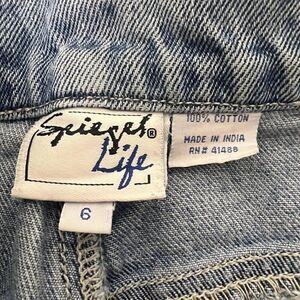 Spiegel®
Life
6
100% COTTON
MADE IN INDIA
RN# 41488